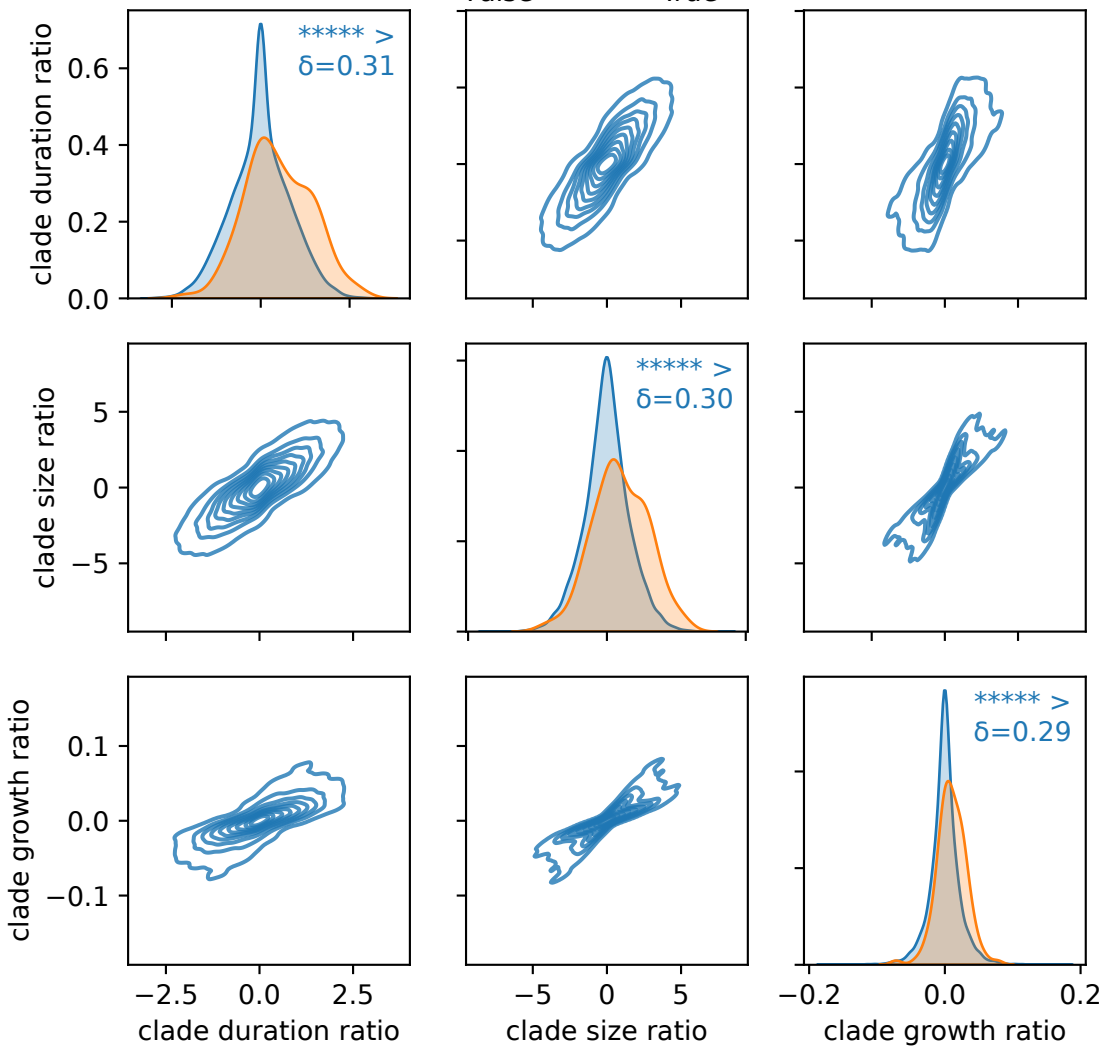 ***** >
δ=0.31
clade duration ratio
0.6
0.4
0.2
0.0
***** >
δ=0.30
clade size ratio
5
0
−5
***** >
δ=0.29
clade growth ratio
0.1
0.0
−0.1
−2.5 0.0 2.5
−5 0 5
−0.2 0.0 0.2
clade duration ratio
clade size ratio
clade growth ratio